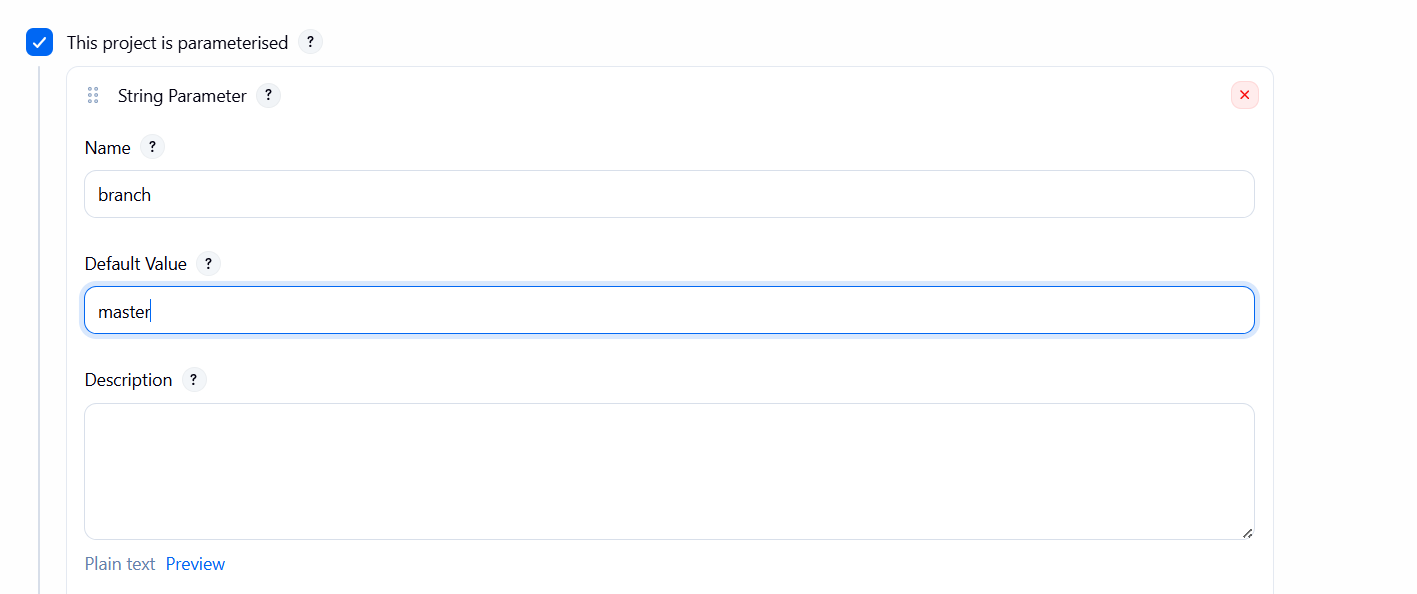 This project is parameterised ?
String Parameter ?
Name ?
branch
Default Value ?
master
Description ?
Plain text Preview